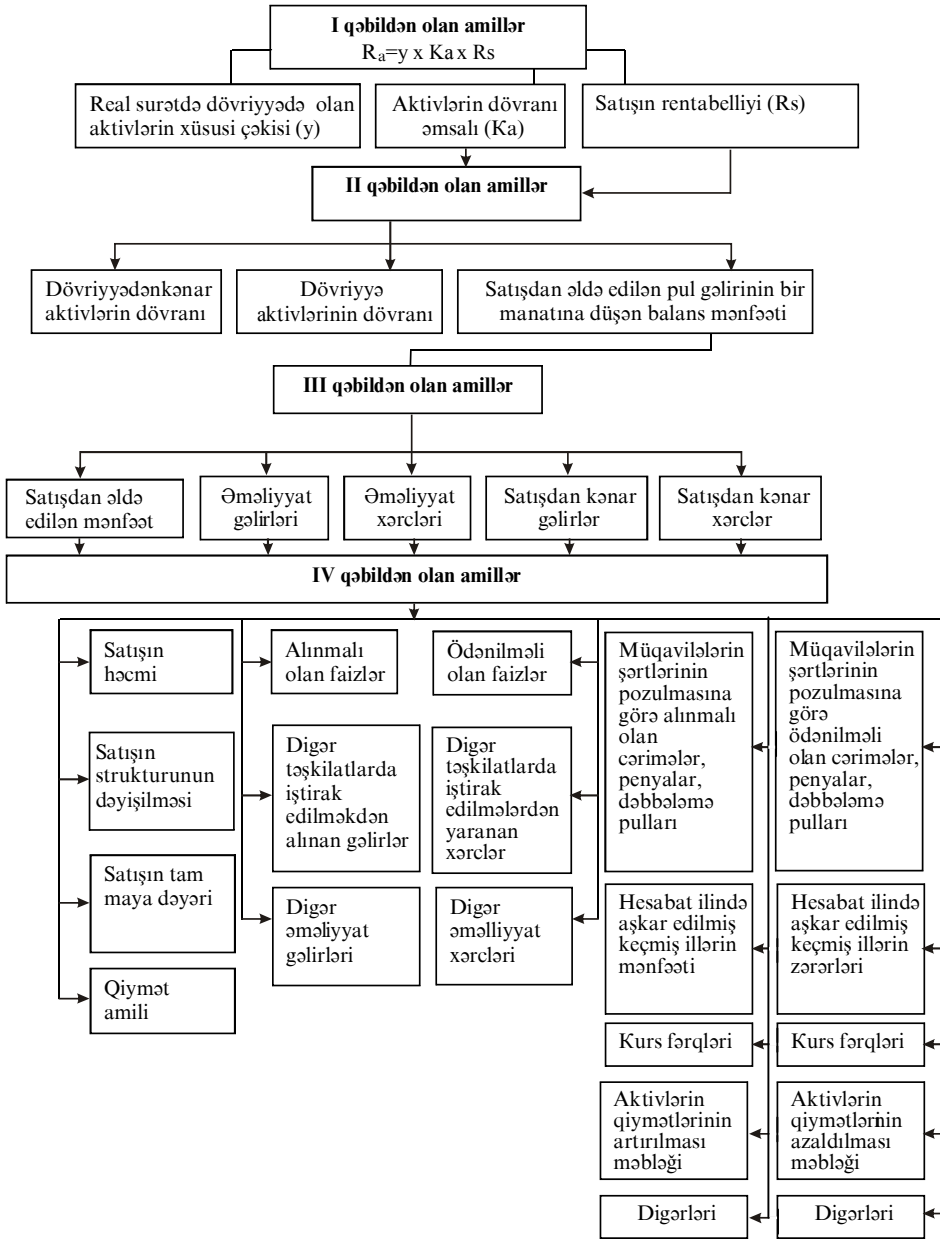 I qəbildən olan amillər
Ra=y x Ka x Rs
Real surətdə dövriyyədə olan
aktivlərin xüsusi çəkisi (y)
Aktivlərin dövranı
əmsalı (Ka)
Satışın rentabelliyi (Rs)
II qəbildən olan amillər
Dövriyyədənkənar
aktivlərin dövranı
Dövriyyə
aktivlərinin dövranı
Satışdan əldə edilən pul gəlirinin bir
manatına düşən balans mənfəəti
III qəbildən olan amillər
Satışdan əldə
edilən mənfəət
Əməliyyat
gəlirləri
Əməliyyat
xərcləri
Satışdan kənar
gəlirlər
Satışdan kənar
xərclər
IV qəbildən olan amillər
Satışın
həcmi
Satışın
strukturunun
dəyişilməsi
Satışın tam
maya dəyəri
Qiymət
amili
Alınmalı
olan faizlər
Digər
təşkilatlarda
iştirak
edilməkdən
alınan gəlirlər
Digər
əməliyyat
gəlirləri
Ödənilməli
olan faizlər
Digər
təşkilatlarda
iştirak
edilmələrdən
yaranan
xərclər
Digər
əməlliyyat
xərcləri
Müqavilələrin
şərtlərinin
pozulmasına
görə alınmalı
olan
cərimələr,
penyalar,
dəbbələmə
pulları
Hesabat ilində
aşkar edilmiş
keçmiş illərin
mənfəəti
Kurs fərqləri
Aktivlərin
qiymətlərinin
artırılması
məbləği
Digərləri
Müqavilələrin
şərtlərinin
pozulmasına
görə
ödənilməli
olan cərimələr,
penyalar,
dəbbələmə
pulları
Hesabat ilində
aşkar edilmiş
keçmiş illərin
zərərləri
Kurs fərqləri
Aktivlərin
qiymətlərinin
azaldılması
məbləği
Digərləri